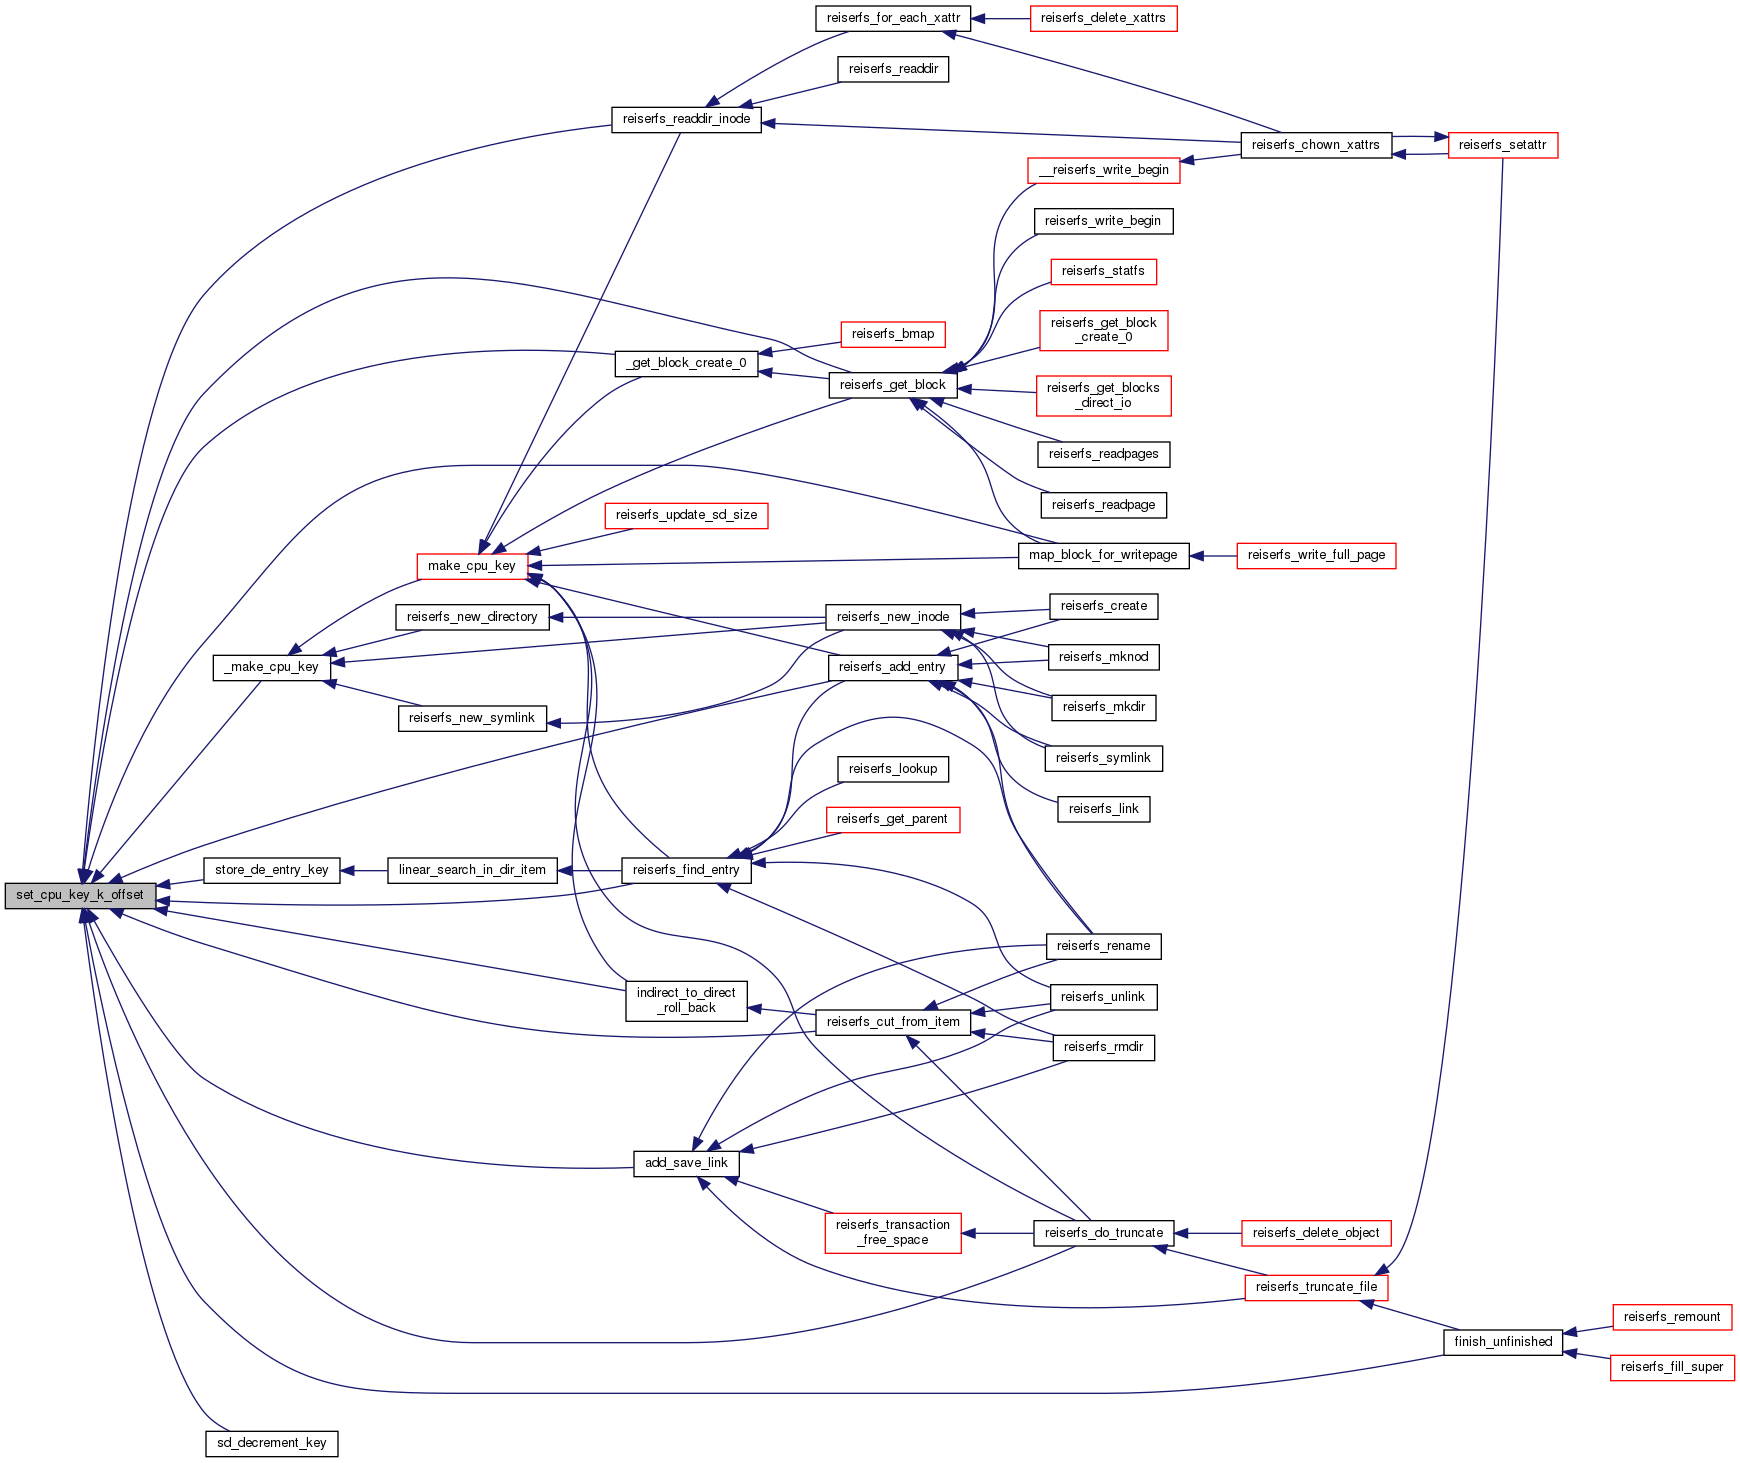 reiserfs_for_each_xattr
reiserfs_delete_xattrs
reiserfs_readdir
reiserfs_readdir_inode
reiserfs_chown_xattrs
reiserfs_setattr
__reiserfs_write_begin
reiserfs_write_begin
reiserfs_statfs
reiserfs_get_block
_create_0
reiserfs_bmap
_get_block_create_0
reiserfs_get_block
reiserfs_get_blocks
_direct_io
reiserfs_readpages
reiserfs_readpage
reiserfs_update_sd_size
map_block_for_writepage
reiserfs_write_full_page
make_cpu_key
reiserfs_new_directory
reiserfs_new_inode
reiserfs_create
_make_cpu_key
reiserfs_add_entry
reiserfs_mknod
reiserfs_mkdir
reiserfs_new_symlink
reiserfs_symlink
reiserfs_lookup
reiserfs_link
reiserfs_get_parent
store_de_entry_key
linear_search_in_dir_item
reiserfs_find_entry
set_cpu_key_k_offset
reiserfs_rename
indirect_to_direct
_roll_back
reiserfs_unlink
reiserfs_cut_from_item
reiserfs_rmdir
add_save_link
reiserfs_transaction
_free_space
reiserfs_do_truncate
reiserfs_delete_object
reiserfs_truncate_file
reiserfs_remount
finish_unfinished
reiserfs_fill_super
sd_decrement_key